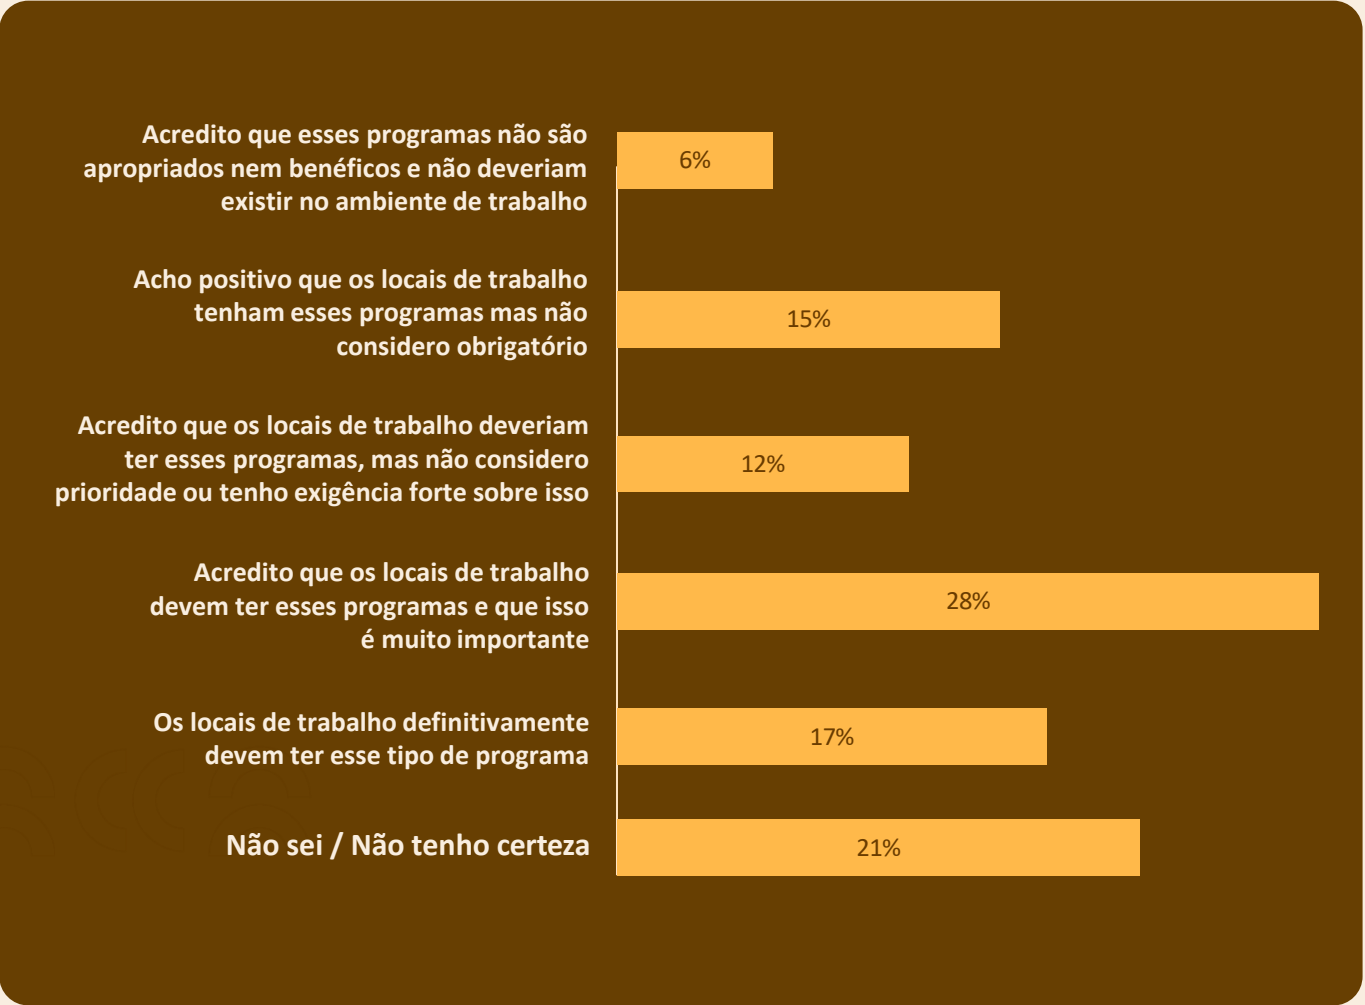 Acredito que esses programas não são
apropriados nem benéficos e não deveriam
existir no ambiente de trabalho
6%
Acho positivo que os locais de trabalho
tenham esses programas mas não
considero obrigatório
15%
Acredito que os locais de trabalho deveriam
ter esses programas, mas não considero
prioridade ou tenho exigência forte sobre isso
12%
Acredito que os locais de trabalho
devem ter esses programas e que isso
é muito importante
28%
Os locais de trabalho definitivamente
devem ter esse tipo de programa
17%
Não sei / Não tenho certeza
21%